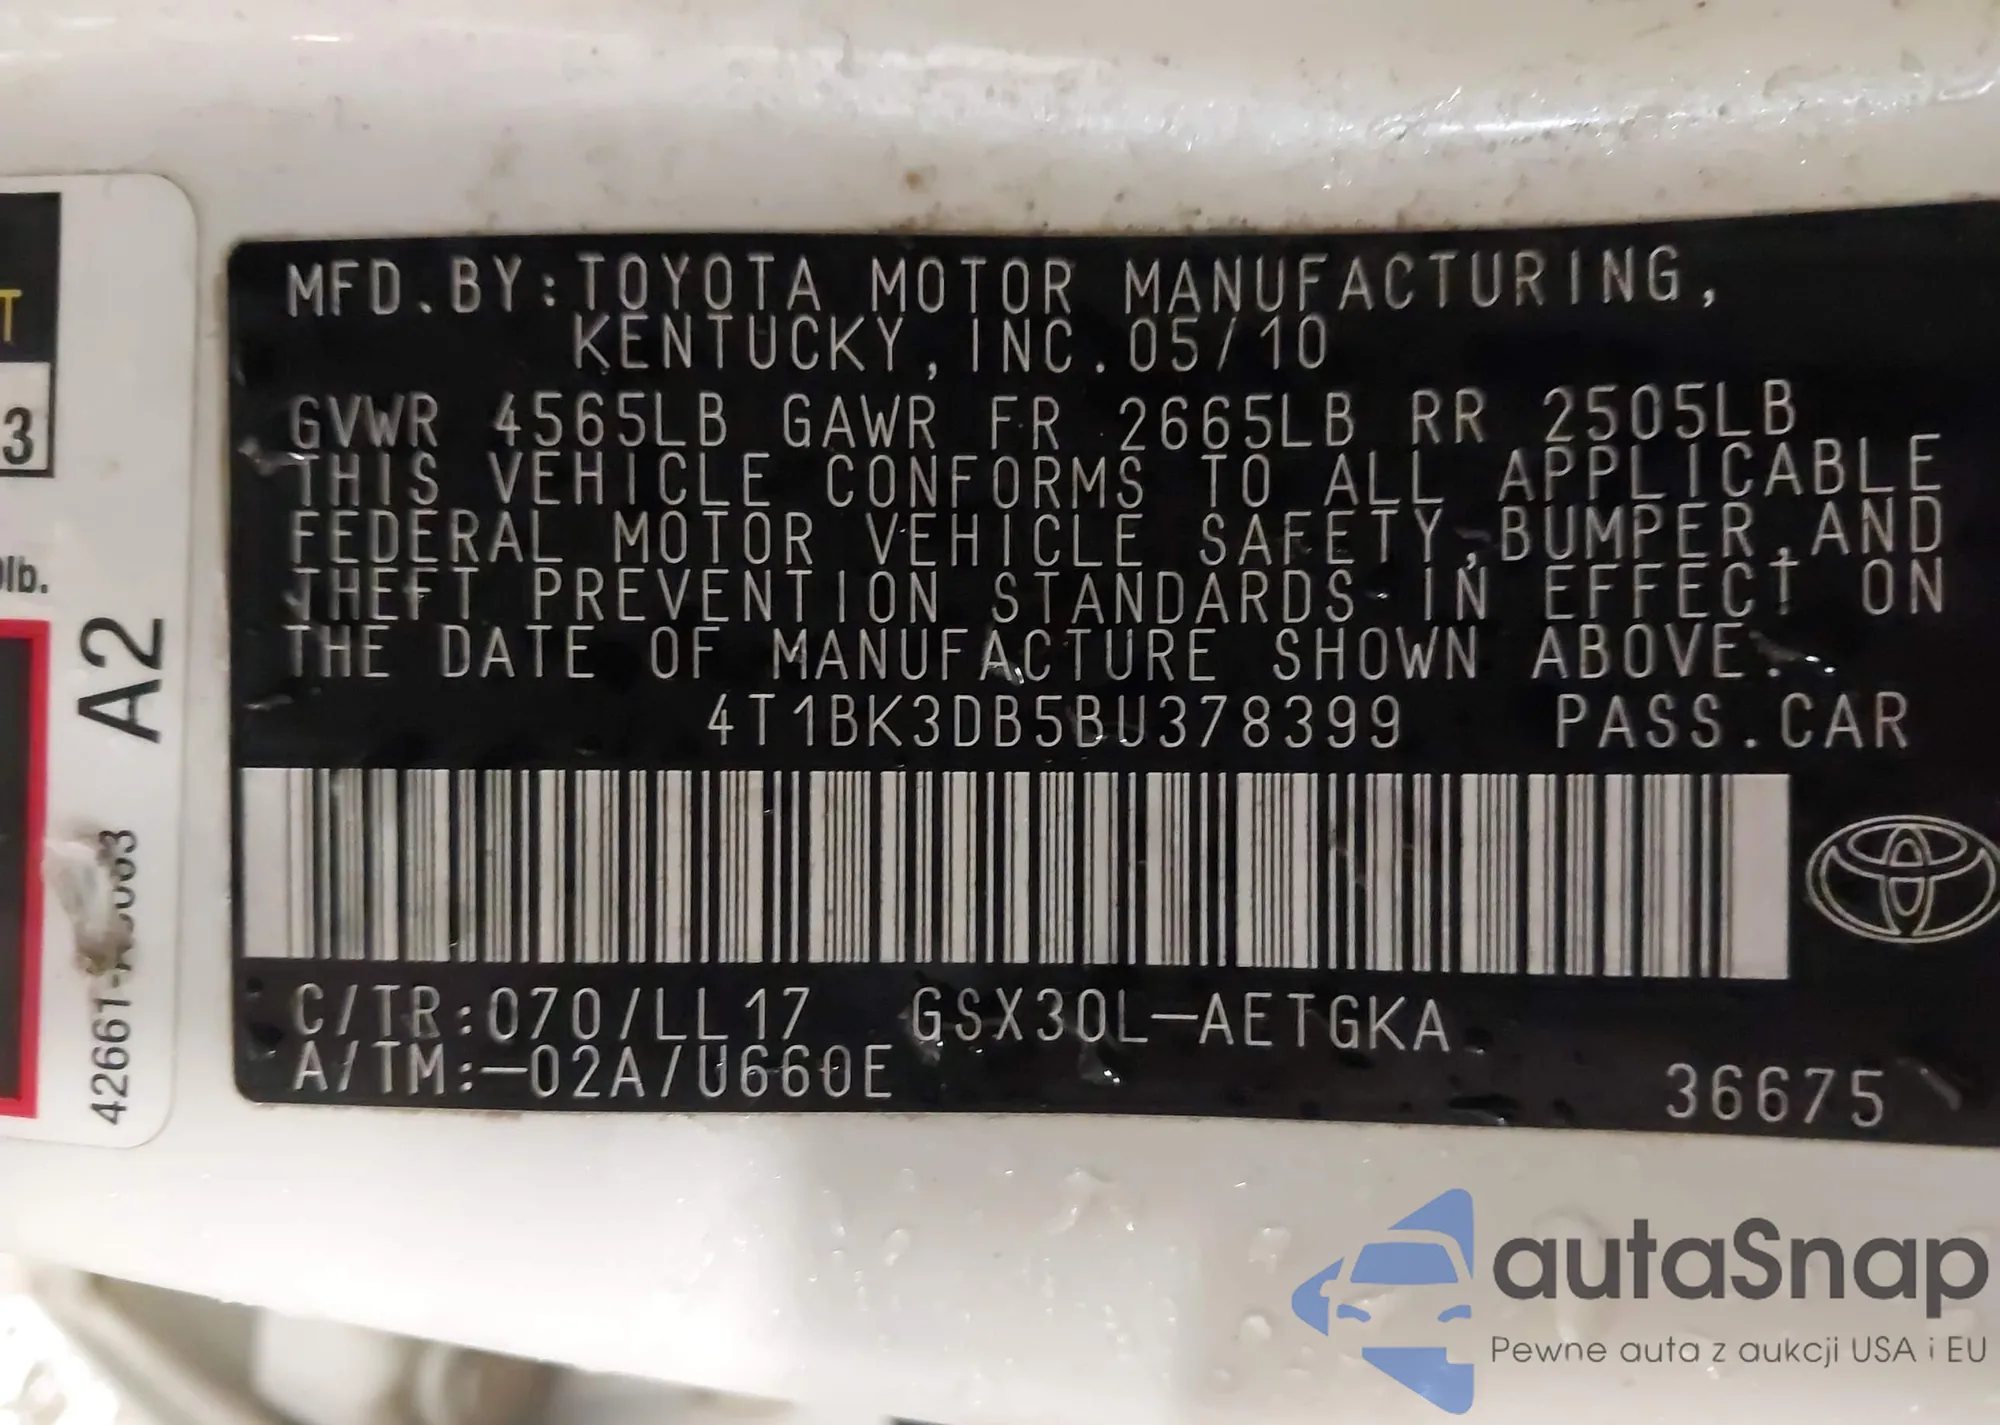 MFD.BY:TOYOTA MOTOR MANUFACTURING,
KENTUCKY,INC.05/10
GVWR 4565LB GAWR FR 2665LB RR 2505LB
THIS VEHICLE CONFORMS TO ALL APPLICABLE
FEDERAL MOTOR VEHICLE SAFETY,BUMPER,AND
THEFT PREVENTION STANDARDS IN EFFECT ON
THE DATE OF MANUFACTURE SHOWN ABOVE.
4T1BK3DB5BU378399 PASS.CAR
C/TR:070/LL17 GSX30L-AETGKA
A/TM:-02A/U660E
36675
T
3
lb.
A2
autaSnap
Pewne auta z aukcji USA i EU